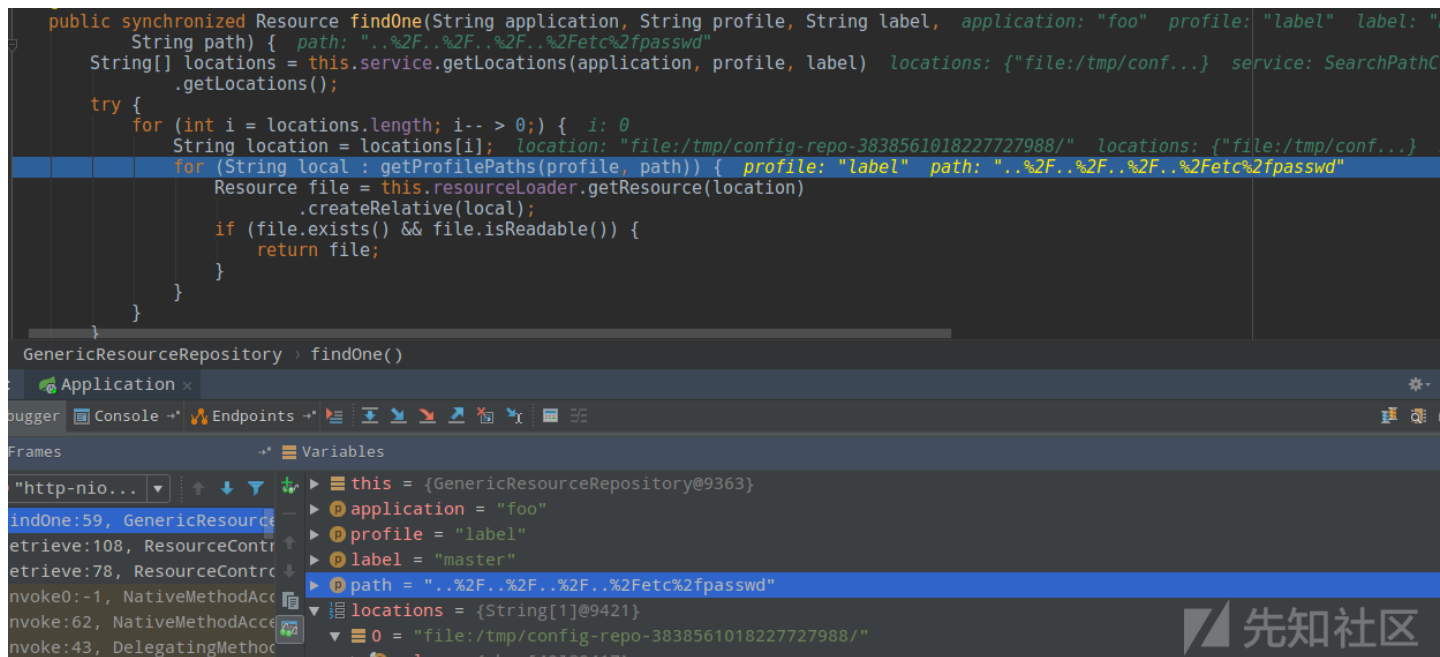 public synchronized Resource findOne(String application, String profile, String label,  application: "foo"  profile: "label"  label: "
String path) {  path: "..%2F..%2F..%2F..%2Fetc%2fpasswd"
String[] locations = this.service.getLocations(application, profile, label)  locations: {"file:/tmp/conf...}  service: SearchPathC
.getLocations();
try {
for (int i = locations.length; i-- > 0;) {  i: 0
String location = locations[i];  location: "file:/tmp/config-repo-3838561018227727988/"  locations: {"file:/tmp/conf...}
for (String local : getProfilePaths(profile, path)) {  profile: "label"  path: "..%2F..%2F..%2F..%2Fetc%2fpasswd"
Resource file = this.resourceLoader.getResource(location)
.createRelative(local);
if (file.exists() && file.isReadable()) {
return file;
}
}
}
}
GenericResourceRepository › findOne()
Application ×
bugger Console Endpoints
Frames Variables
"http-nio... this = {GenericResourceRepository@9363}
indOne:59, GenericResource application = "foo"
etrieve:108, ResourceContr profile = "label"
etrieve:78, ResourceContro label = "master"
nvoke0:-1, NativeMethodAcc path = "..%2F..%2F..%2F..%2Fetc%2fpasswd"
nvoke:62, NativeMethodAcce locations = {String[1]@9421}
nvoke:43, DelegatingMethod 0 = "file:/tmp/config-repo-3838561018227727988/"
先知社区